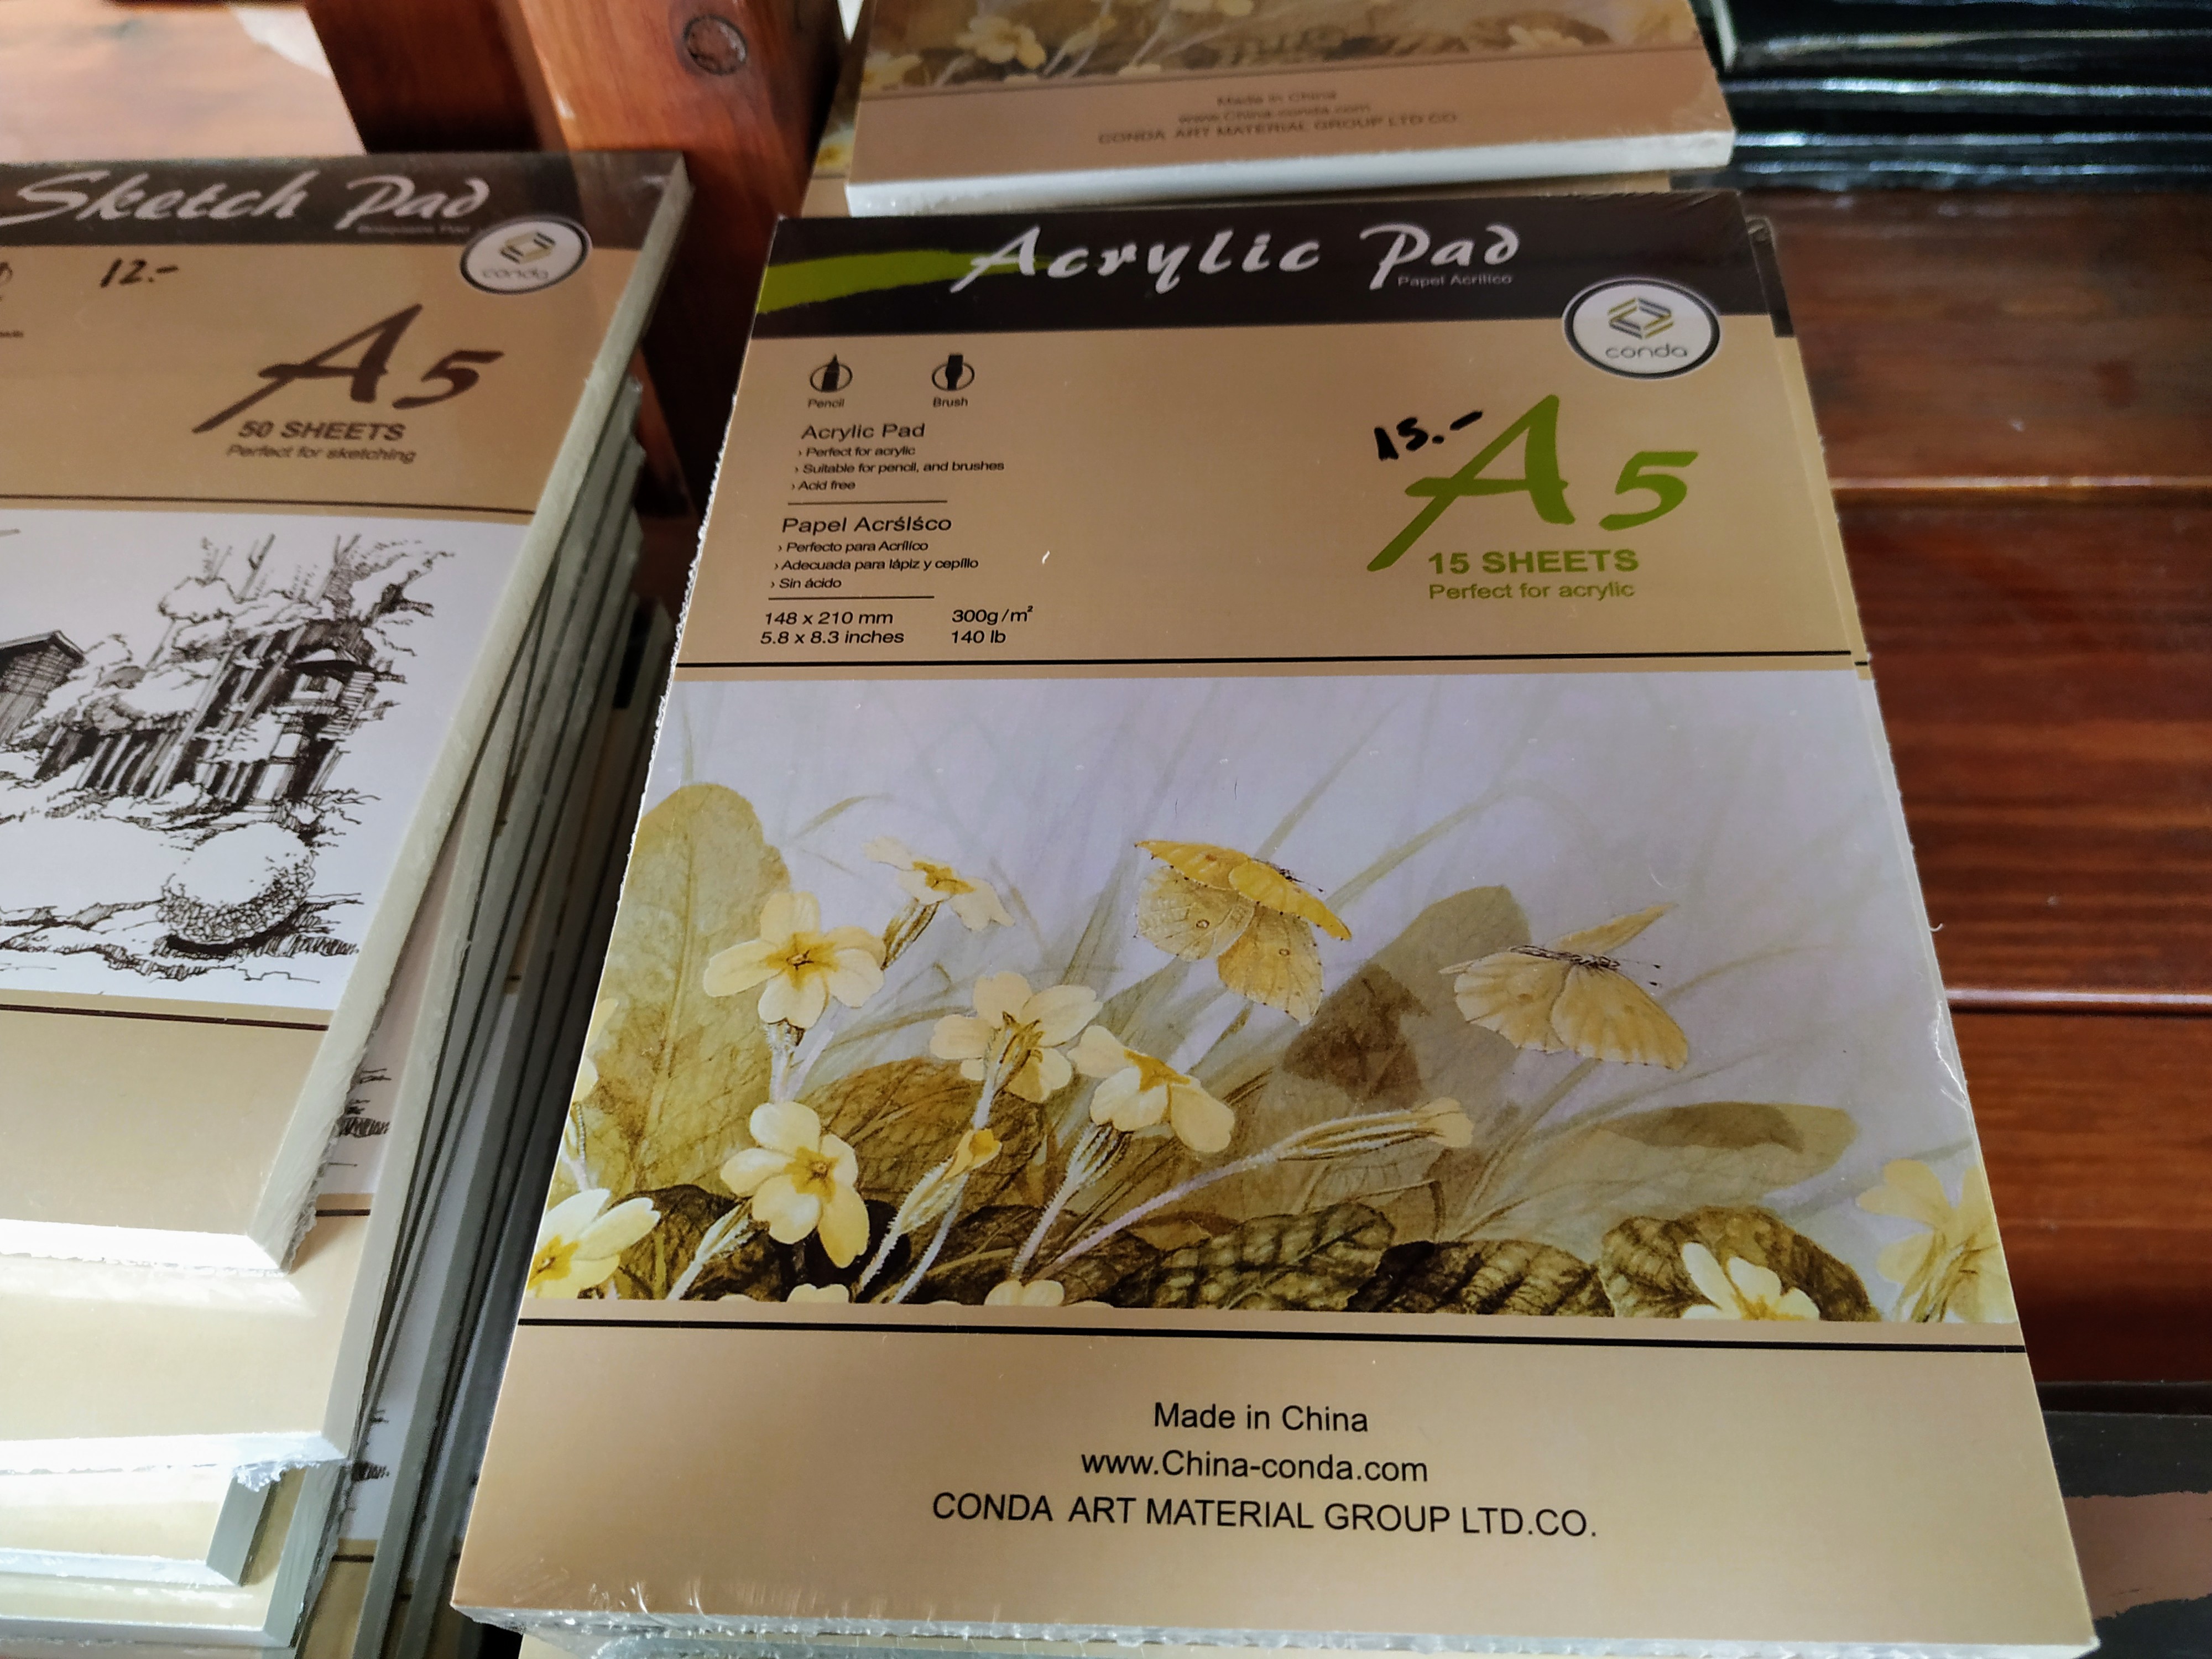 Made in China
www.China-conda.com
CONDA ART MATERIAL GROUP LTD.CO.
Sketch Pad
conda
12.-
A5
50 SHEETS
Perfect for sketching
Acrylic Pad
Papel Acrílico
conda
Pencil
Brush
Acrylic Pad
› Perfect for acrylic
› Suitable for pencil, and brushes
› Acid free
Papel Acrślśco
› Perfecto para Acrílico
› Adecuada para lápiz y cepíllo
› Sin ácido
148 x 210 mm 300g/m²
5.8 x 8.3 inches 140 lb
15.-
A5
15 SHEETS
Perfect for acrylic
Made in China
www.China-conda.com
CONDA ART MATERIAL GROUP LTD.CO.